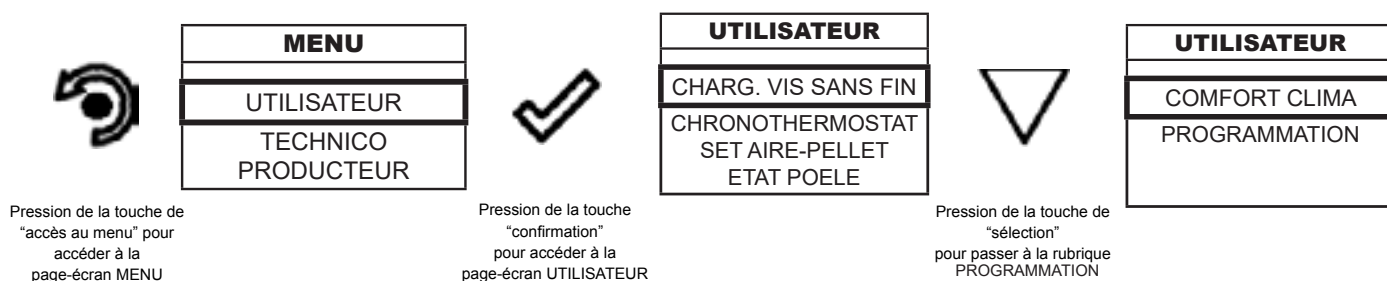 MENU
UTILISATEUR
TECHNICO
PRODUCTEUR
Pression de la touche de
“accès au menu” pour
accéder à la
page-écran MENU
UTILISATEUR
CHARG. VIS SANS FIN
CHRONOTHERMOSTAT
SET AIRE-PELLET
ETAT POELE
Pression de la touche
“confirmation”
pour accéder à la
page-écran UTILISATEUR
UTILISATEUR
COMFORT CLIMA
PROGRAMMATION
Pression de la touche de
“sélection”
pour passer à la rubrique
PROGRAMMATION